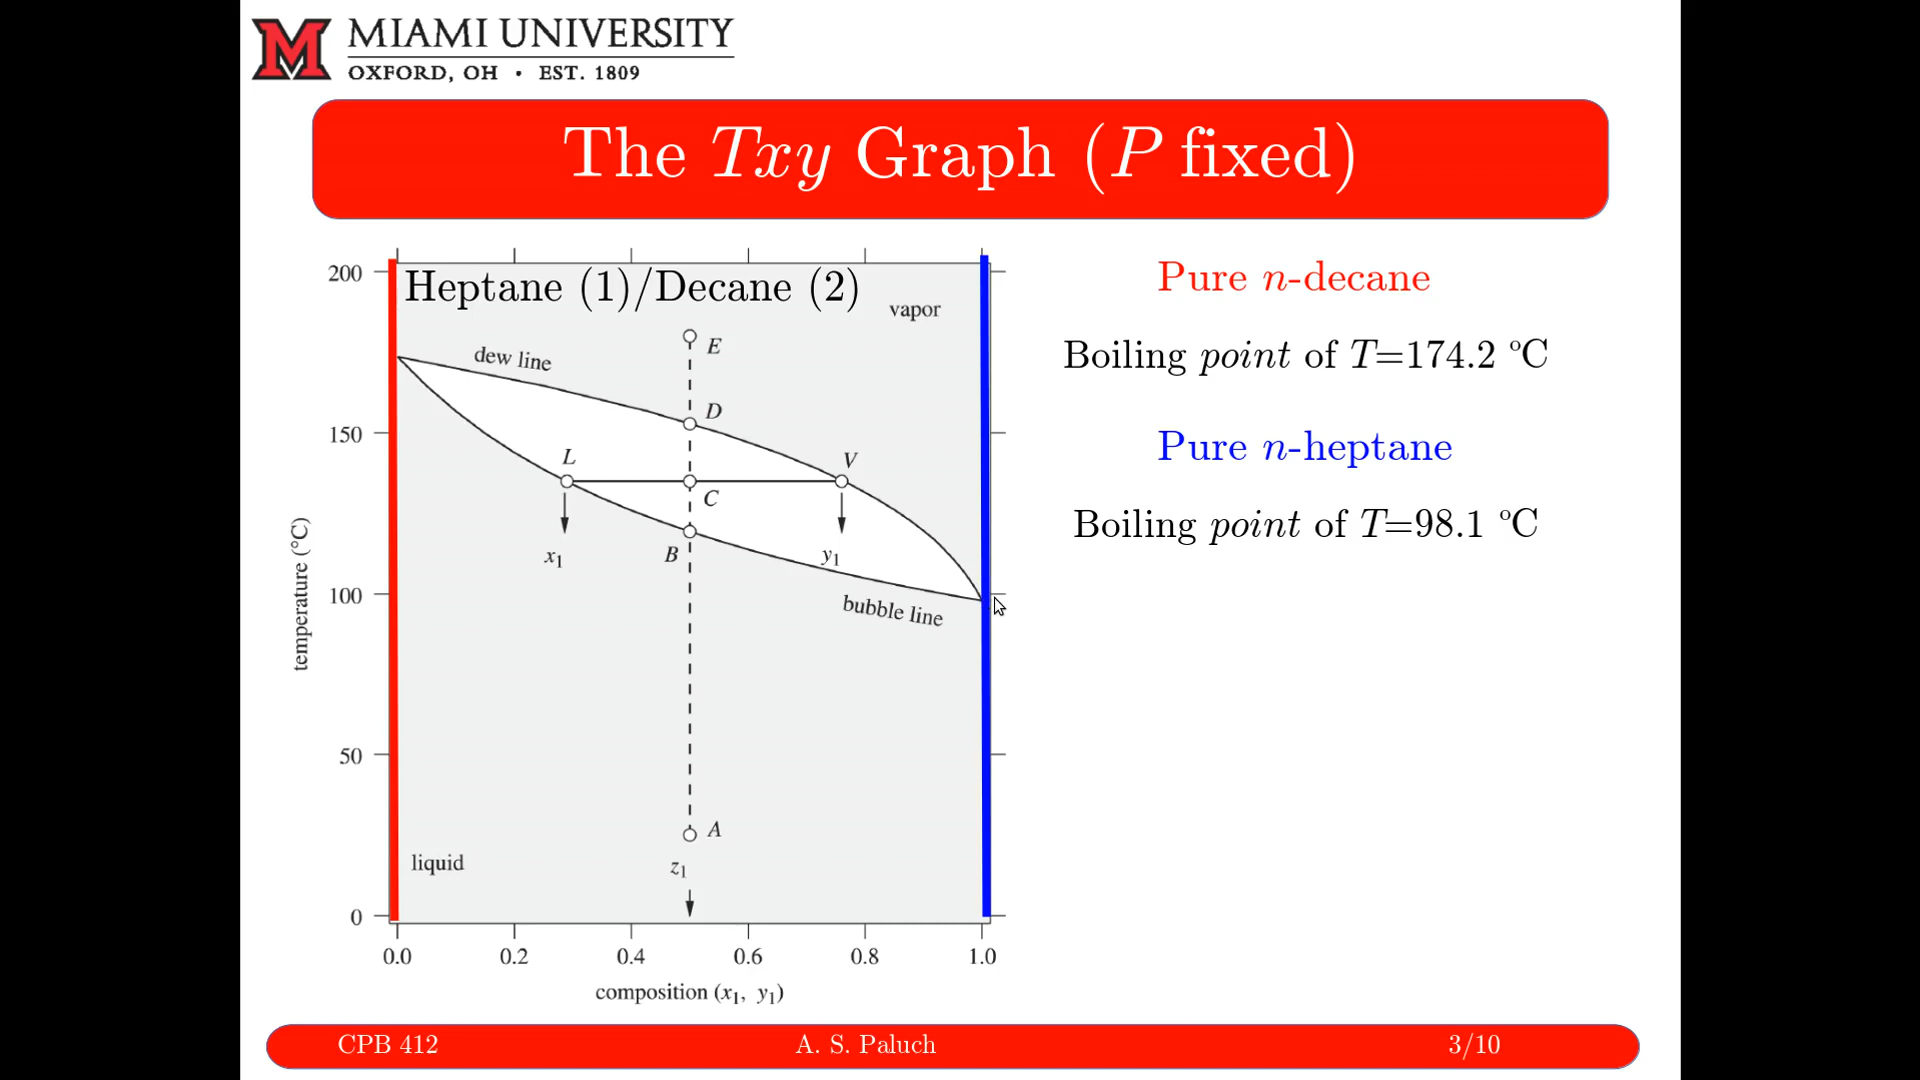 MIAMI UNIVERSITY
OXFORD, OH • EST. 1809
The Txy Graph (P fixed)
Heptane (1)/Decane (2)
vapor
dew line
E
D
L
V
C
B
x₁
y₁
bubble line
A
z₁
liquid
200
150
100
50
0
temperature (°C)
0.0 0.2 0.4 0.6 0.8 1.0
composition (x₁, y₁)
Pure n-decane
Boiling point of T=174.2 °C
Pure n-heptane
Boiling point of T=98.1 °C
CPB 412 A. S. Paluch 3/10